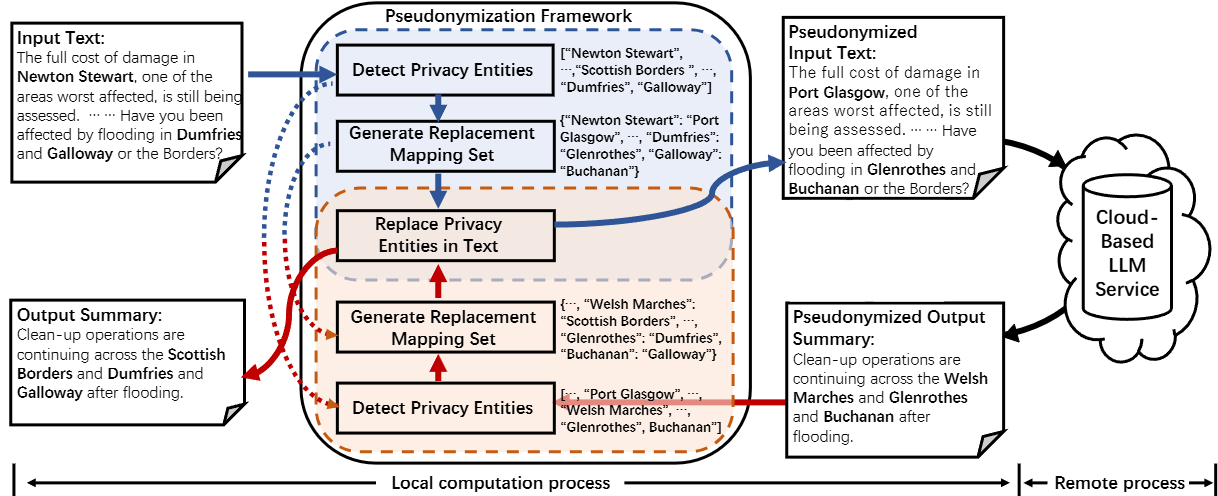 Pseudonymization Framework
Input Text:
The full cost of damage in
Newton Stewart, one of the
areas worst affected, is still being
assessed. ⋯ ⋯ Have you been
affected by flooding in Dumfries
and Galloway or the Borders?
Detect Privacy Entities
["Newton Stewart",
⋯,"Scottish Borders ", ⋯,
"Dumfries", "Galloway"]
Generate Replacement
Mapping Set
{"Newton Stewart": "Port
Glasgow", ⋯, "Dumfries":
"Glenrothes", "Galloway":
"Buchanan"}
Replace Privacy
Entities in Text
Pseudonymized
Input Text:
The full cost of damage in
Port Glasgow, one of the
areas worst affected, is still
being assessed. ⋯ ⋯ Have
you been affected by
flooding in Glenrothes and
Buchanan or the Borders?
Cloud-
Based
LLM
Service
Pseudonymized Output
Summary:
Clean-up operations are
continuing across the Welsh
Marches and Glenrothes
and Buchanan after
flooding.
Generate Replacement
Mapping Set
{⋯, "Welsh Marches":
"Scottish Borders", ⋯,
"Glenrothes": "Dumfries",
"Buchanan": "Galloway"}
Detect Privacy Entities
[⋯, "Port Glasgow", ⋯,
"Welsh Marches", ⋯,
"Glenrothes", Buchanan"]
Output Summary:
Clean-up operations are
continuing across the Scottish
Borders and Dumfries and
Galloway after flooding.
Local computation process
Remote process